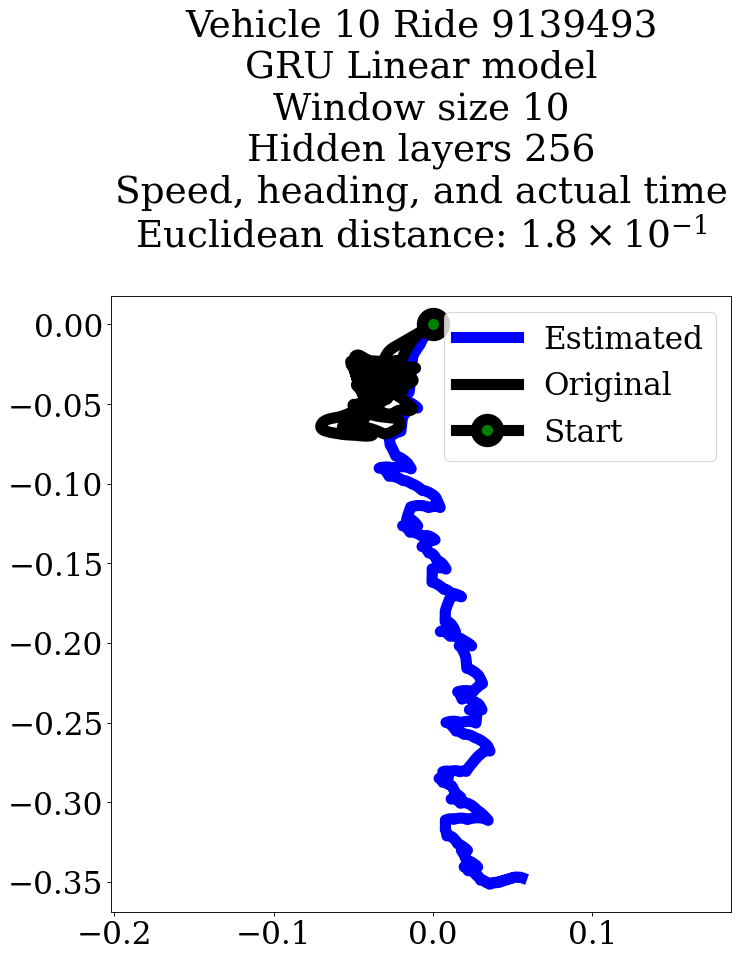 Vehicle 10 Ride 9139493
GRU Linear model
Window size 10
Hidden layers 256
Speed, heading, and actual time
Euclidean distance: 1.8 × 10⁻¹
Estimated
Original
Start
0.00
−0.05
−0.10
−0.15
−0.20
−0.25
−0.30
−0.35
−0.2
−0.1
0.0
0.1